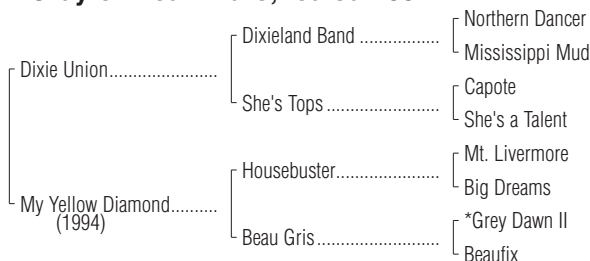 Northern Dancer
Dixieland Band ................
Mississippi Mud
Dixie Union......................
Capote
She's Tops .......................
She's a Talent
Mt. Livermore
Housebuster.....................
Big Dreams
My Yellow Diamond..........
(1994)
*Grey Dawn II
Beau Gris.........................
Beaufix